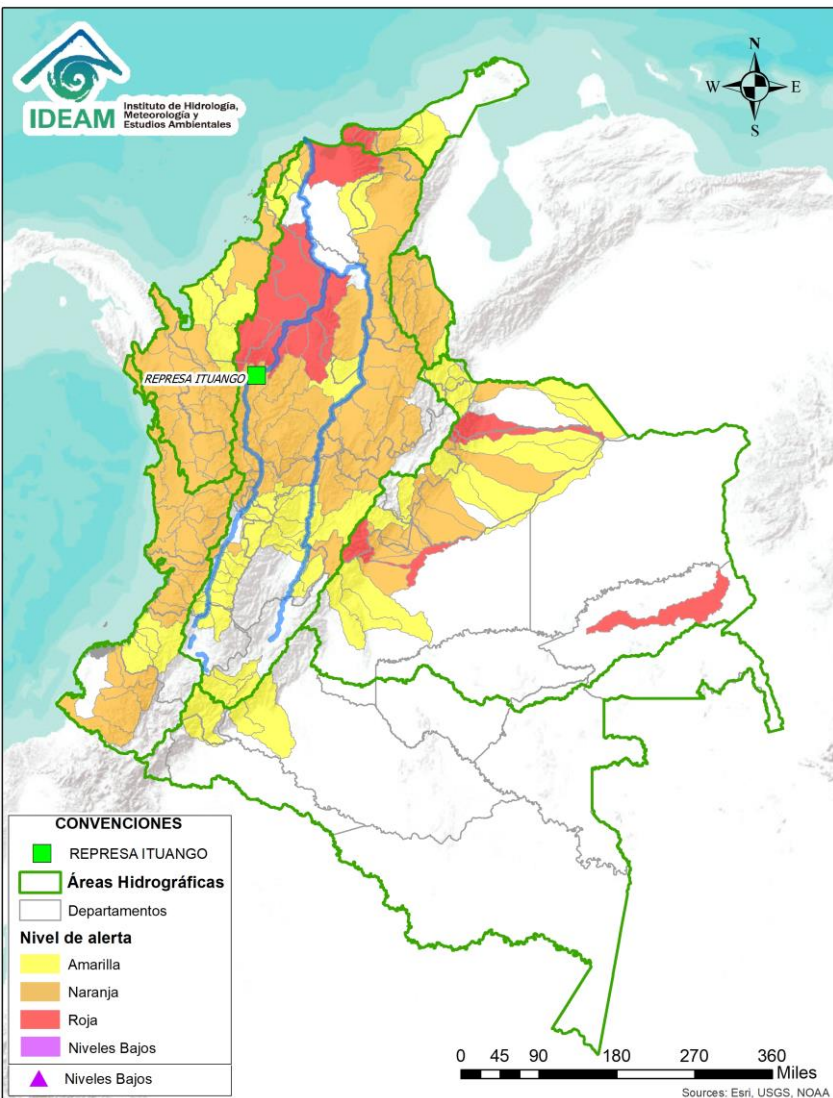 IDEAM
Instituto de Hidrología,
Meteorología y
Estudios Ambientales
N
W
E
S
REPRESA ITUANGO
CONVENCIONES
REPRESA ITUANGO
Áreas Hidrográficas
Departamentos
Nivel de alerta
Amarilla
Naranja
Roja
Niveles Bajos
Niveles Bajos
0 45 90 180 270 360
Miles
Sources: Esri, USGS, NOAA